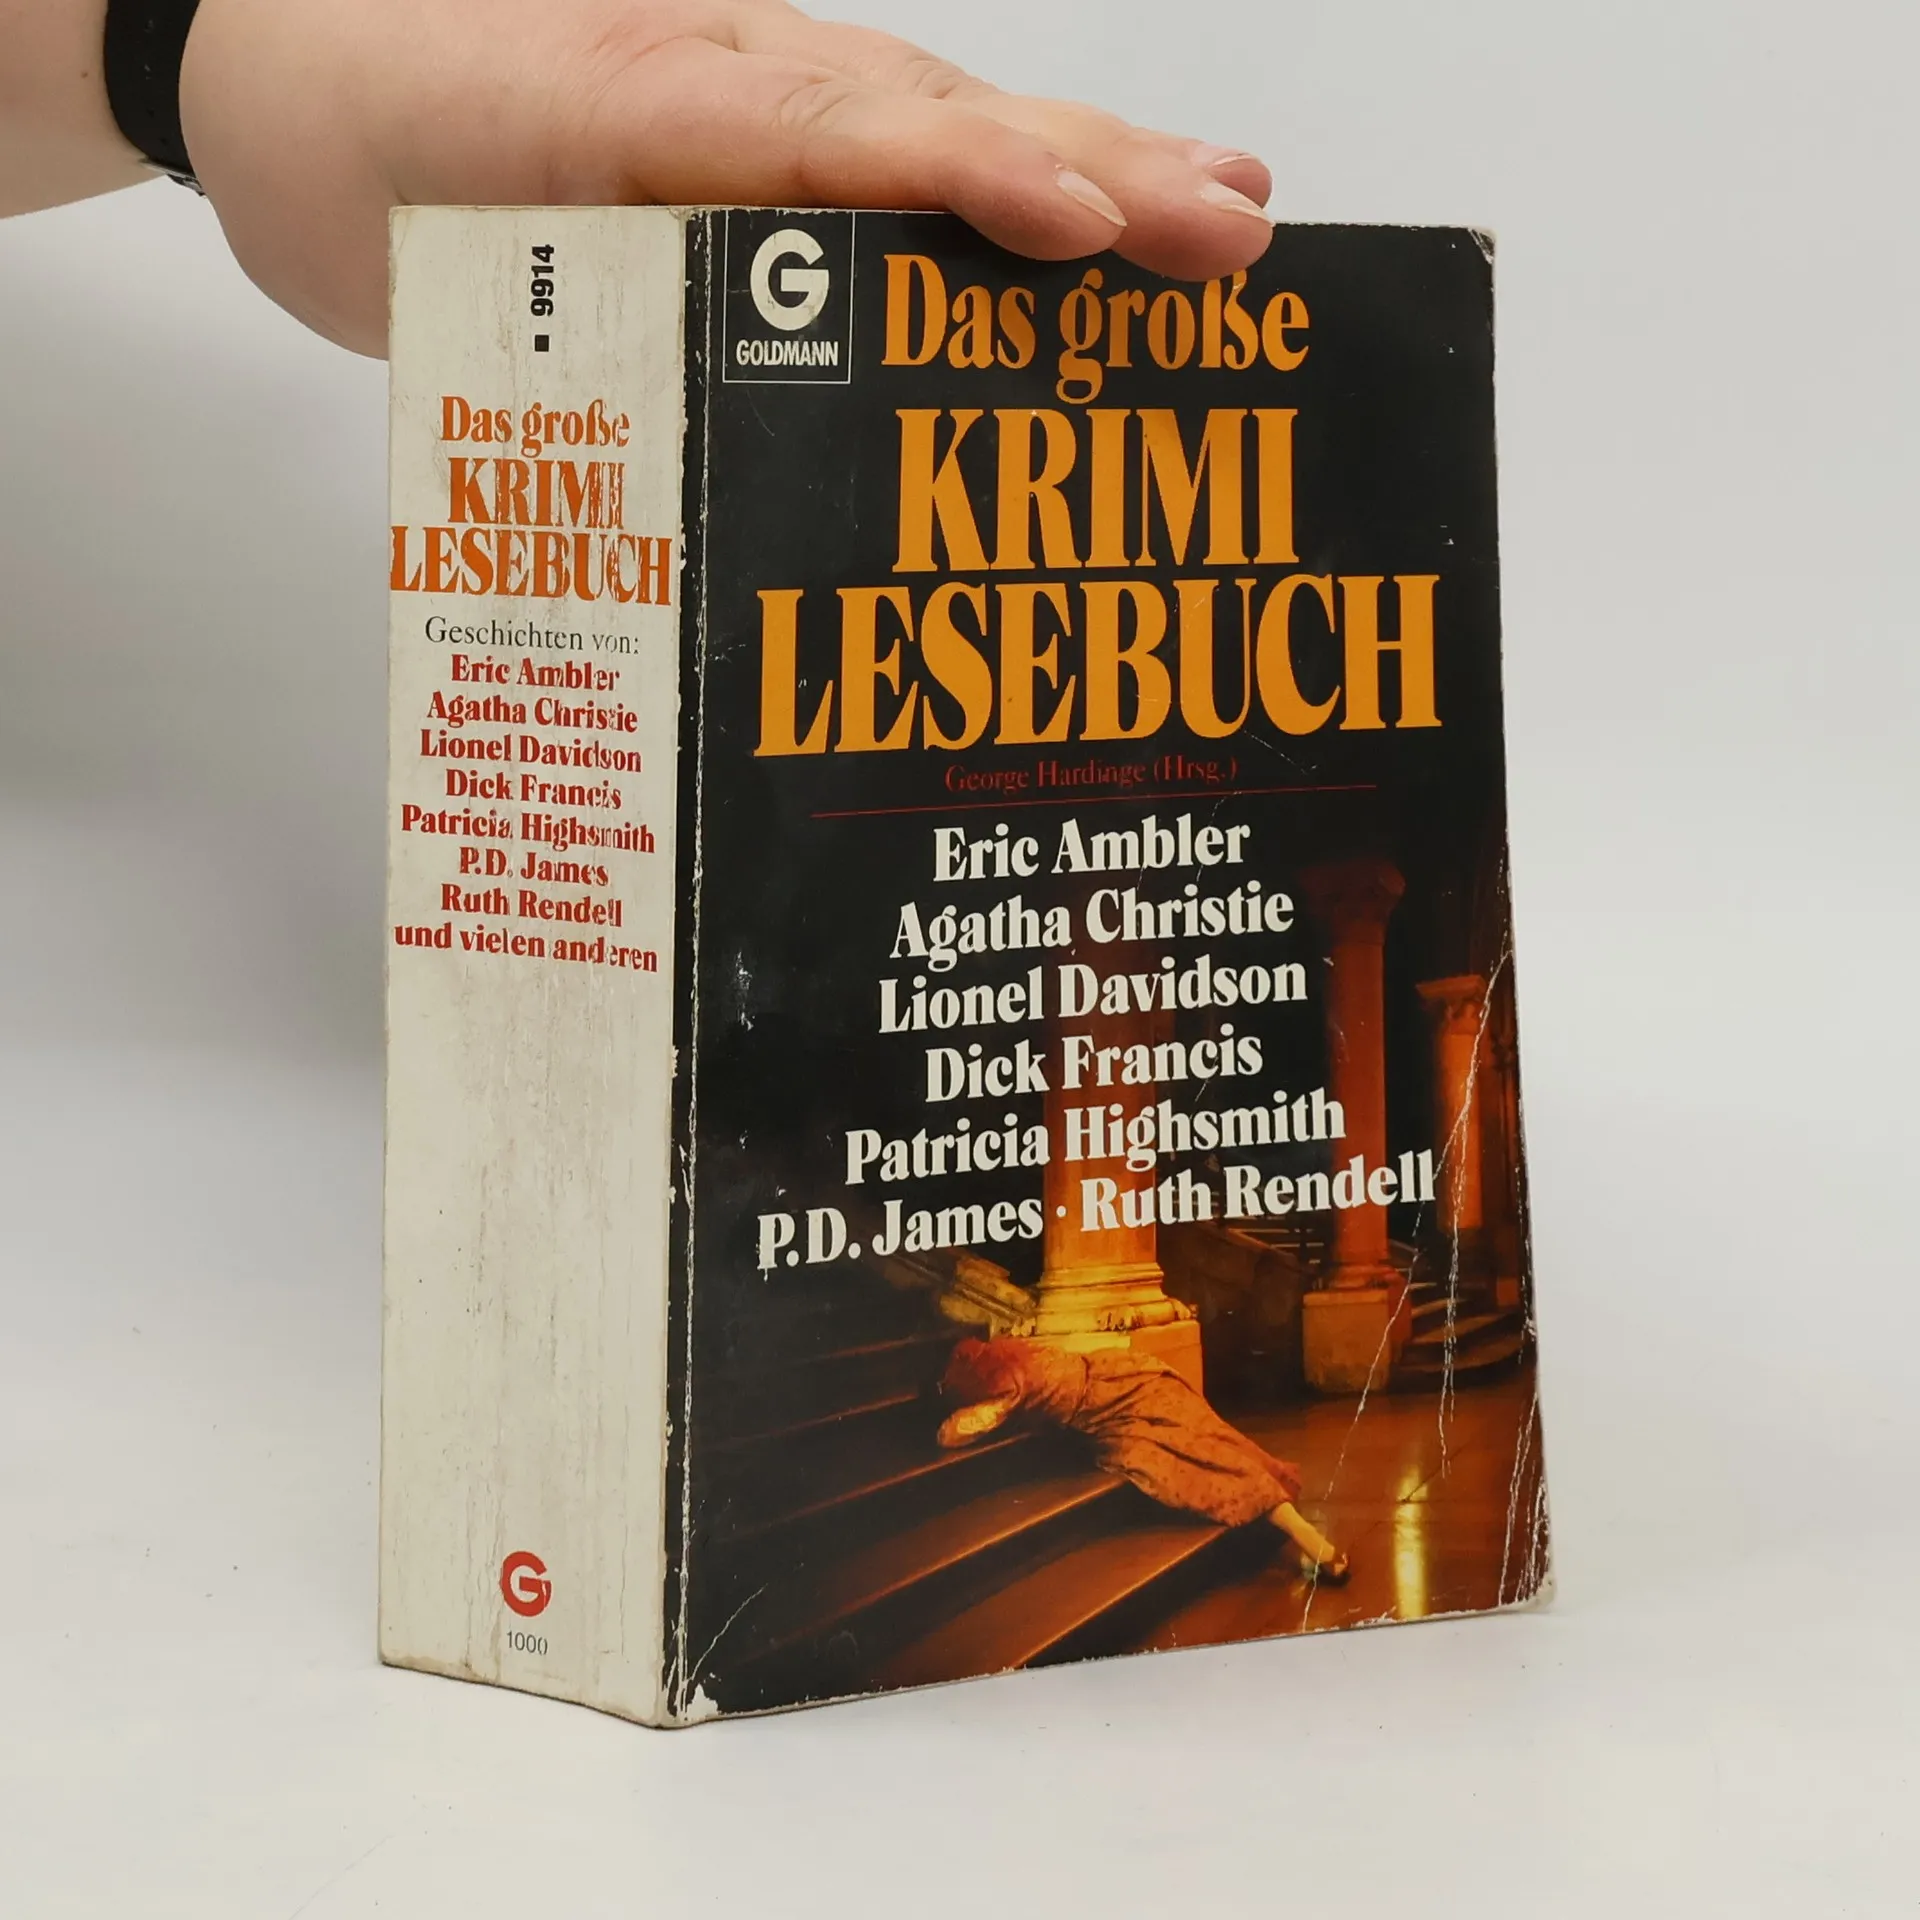 ■ 9914
Das große
KRIMI
LESEBUCH
Geschichten von:
Eric Ambler
Agatha Christie
Lionel Davidson
Dick Francis
Patricia Highsmith
P.D. James
Ruth Rendell
und vielen anderen
G
1000
G
GOLDMANN
Das große
KRIMI
LESEBUCH
George Hardinge (Hrsg.)
Eric Ambler
Agatha Christie
Lionel Davidson
Dick Francis
Patricia Highsmith
P.D. James · Ruth Rendell